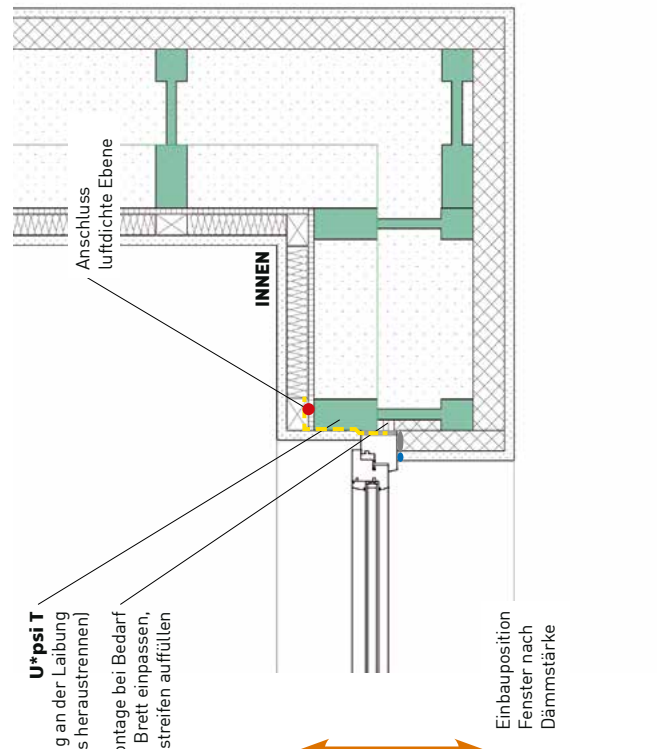 Anschluss
luftdichte Ebene
INNEN
U*psi T
g an der Laibung
s heraustrennen)
ontage bei Bedarf
Brett einpassen,
streifen auffüllen
Einbauposition
Fenster nach
Dämmstärke